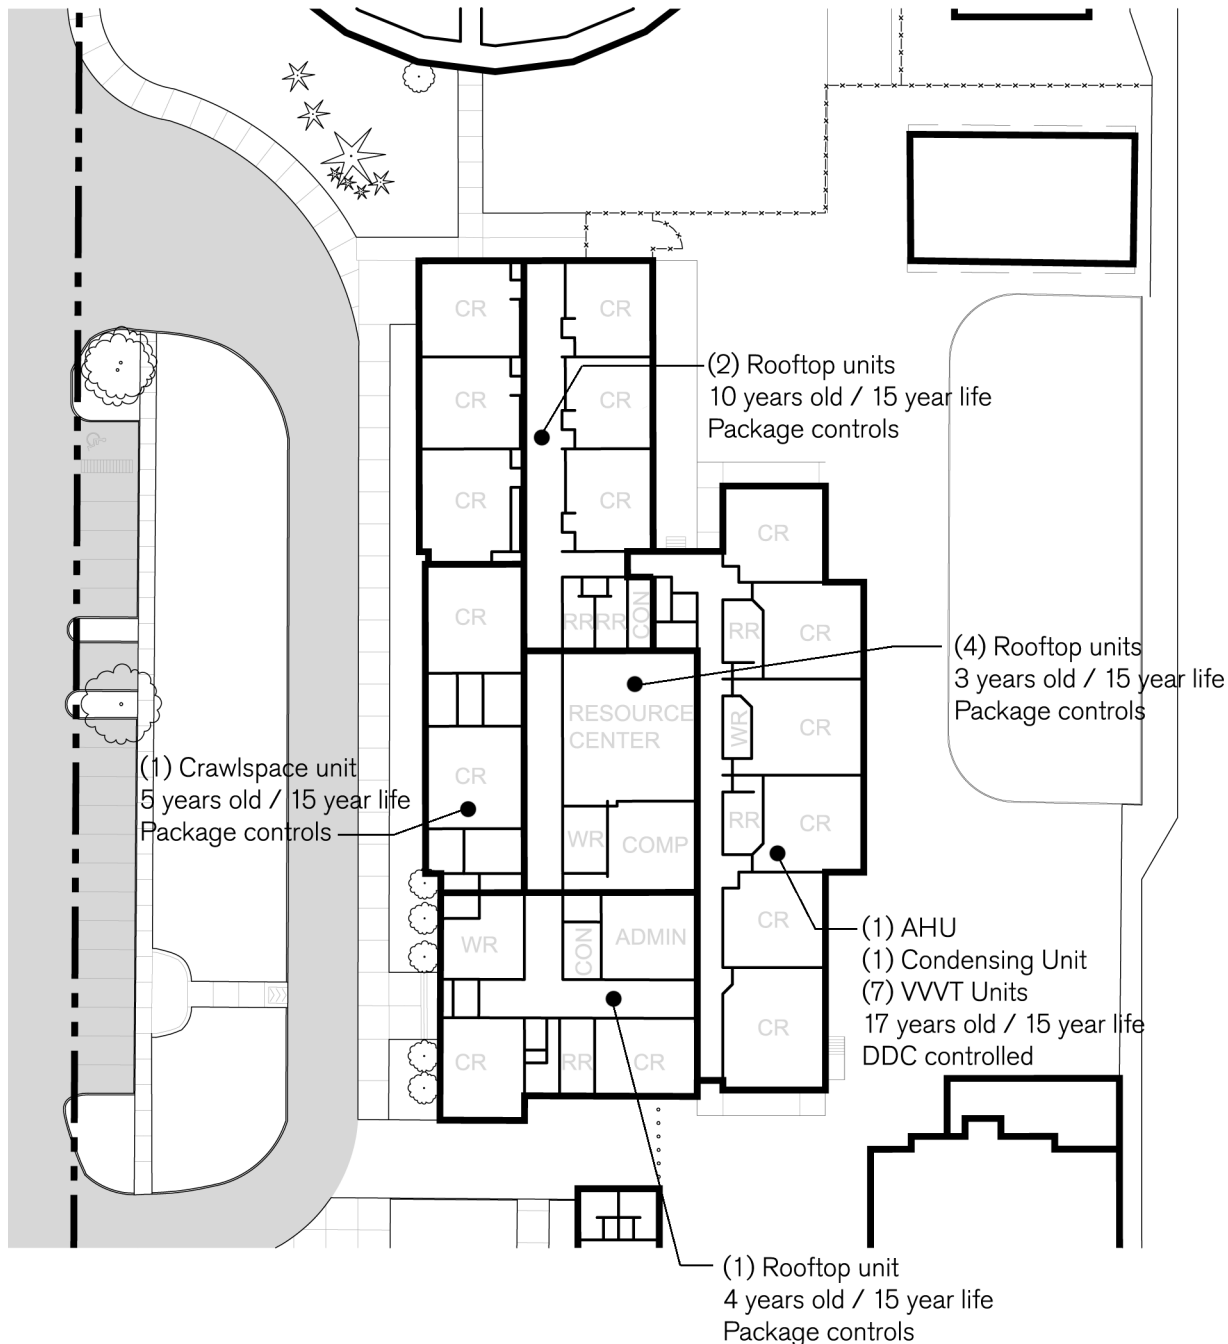 CR
CR
(2) Rooftop units
10 years old / 15 year life
Package controls
CR
CR
CR
CR
CR
CR
RR
RR
CON
RR
CR
(4) Rooftop units
3 years old / 15 year life
Package controls
RESOURCE
CENTER
WR
CR
(1) Crawlspace unit
5 years old / 15 year life
Package controls
CR
WR
COMP
RR
CR
(1) AHU
(1) Condensing Unit
(7) VVVT Units
17 years old / 15 year life
DDC controlled
WR
CON
ADMIN
CR
CR
CR
RR
CR
(1) Rooftop unit
4 years old / 15 year life
Package controls